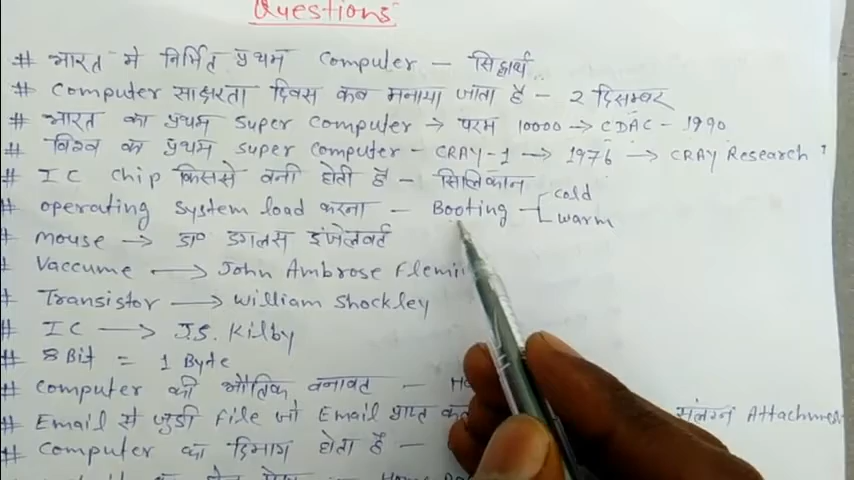 Questions
# भारत मे निर्मित प्रथम Computer – सिद्धार्थ
# Computer साक्षरता दिवस कब मनाया जाता है – 2 दिसम्बर
# भारत का प्रथम Super Computer → परम 10000 → CDAC - 1990
# विश्व का प्रथम Super Computer - CRAY-1 → 1976 → CRAY Research
# IC Chip किससे बनी होती है – सिलिकान
# Operating System load करना – Booting – cold
warm
# Mouse → डा० डगलस इंजेलवर्ट
# Vaccume → John Ambrose Flemi
# Transistor → William Shockley
# IC → J.S. Kilby
# 8 Bit = 1 Byte
# Computer की भौतिक बनावट –
# Email से जुडी File जो Email प्राप्त संलग्न Attachment
# Computer का दिमाग होता है –